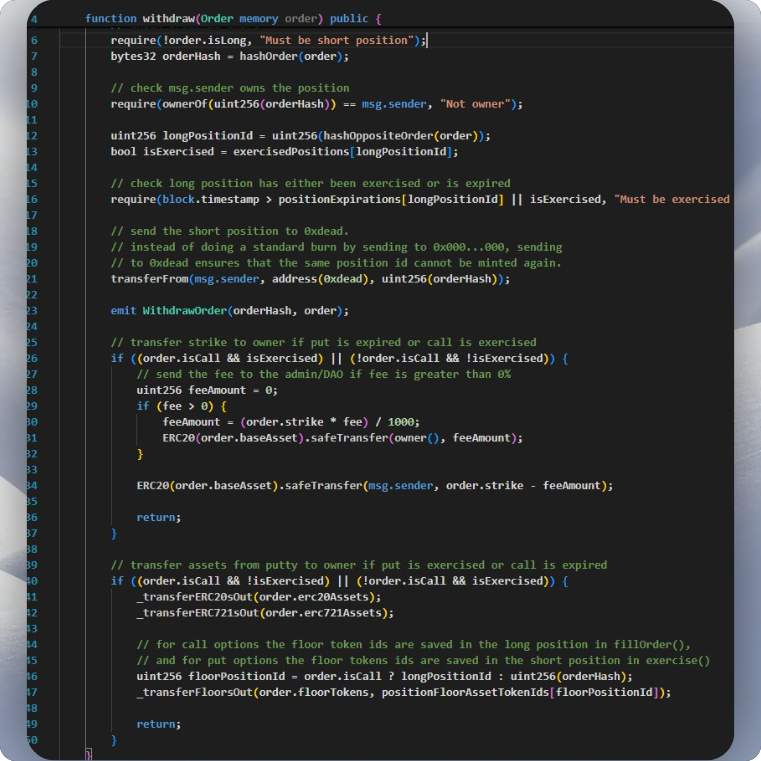 4 function withdraw(Order memory order) public {
6 require(!order.isLong, "Must be short position");
7 bytes32 orderHash = hashOrder(order);
8
9 // check msg.sender owns the position
10 require(ownerOf(uint256(orderHash)) == msg.sender, "Not owner");
11
12 uint256 longPositionId = uint256(hashOppositeOrder(order));
13 bool isExercised = exercisedPositions[longPositionId];
14
15 // check long position has either been exercised or is expired
16 require(block.timestamp > positionExpirations[longPositionId] || isExercised, "Must be exercised
17
18 // send the short position to 0xdead.
19 // instead of doing a standard burn by sending to 0x000...000, sending
20 // to 0xdead ensures that the same position id cannot be minted again.
21 transferFrom(msg.sender, address(0xdead), uint256(orderHash));
22
23 emit WithdrawOrder(orderHash, order);
24
25 // transfer strike to owner if put is expired or call is exercised
26 if ((order.isCall && isExercised) || (!order.isCall && !isExercised)) {
27 // send the fee to the admin/DAO if fee is greater than 0%
28 uint256 feeAmount = 0;
29 if (fee > 0) {
30 feeAmount = (order.strike * fee) / 1000;
31 ERC20(order.baseAsset).safeTransfer(owner(), feeAmount);
32 }
33
34 ERC20(order.baseAsset).safeTransfer(msg.sender, order.strike - feeAmount);
35
36 return;
37 }
38
39 // transfer assets from putty to owner if put is exercised or call is expired
40 if ((order.isCall && !isExercised) || (!order.isCall && isExercised)) {
41 _transferERC20sOut(order.erc20Assets);
42 _transferERC721sOut(order.erc721Assets);
43
44 // for call options the floor token ids are saved in the long position in fillOrder(),
45 // and for put options the floor tokens ids are saved in the short position in exercise()
46 uint256 floorPositionId = order.isCall ? longPositionId : uint256(orderHash);
47 _transferFloorsOut(order.floorTokens, positionFloorAssetTokenIds[floorPositionId]);
48
49 return;
50 }
}